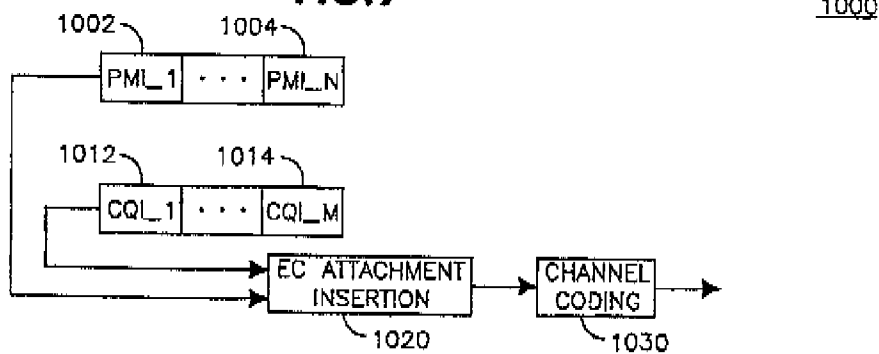 1000
1002 1004
PMI_1 · · · PMI_N
1012 1014
CQI_1 · · · CQI_M
EC ATTACHMENT
INSERTION
CHANNEL
CODING
1020
1030